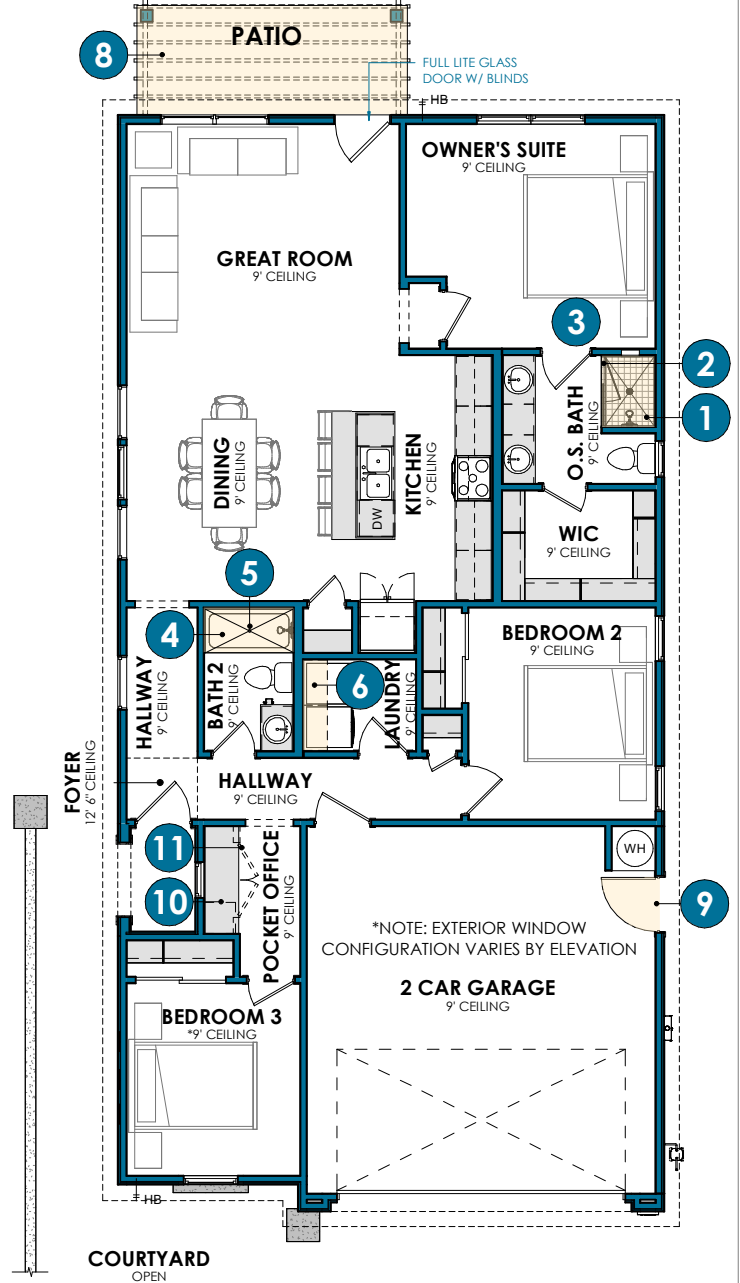 PATIO
8
FULL LITE GLASS
DOOR W/ BLINDS
HB
OWNER'S SUITE
9' CEILING
GREAT ROOM
9' CEILING
3
2
1
O.S. BATH
9' CEILING
DINING
9' CEILING
KITCHEN
9' CEILING
DW
WIC
9' CEILING
5
4
BEDROOM 2
9' CEILING
HALLWAY
9' CEILING
BATH 2
9' CEILING
6
LAUNDRY
9' CEILING
FOYER
12' 6" CEILING
HALLWAY
9' CEILING
11
10
POCKET OFFICE
9' CEILING
WH
9
*NOTE: EXTERIOR WINDOW
CONFIGURATION VARIES BY ELEVATION
2 CAR GARAGE
9' CEILING
BEDROOM 3
*9' CEILING
HB
COURTYARD
OPEN